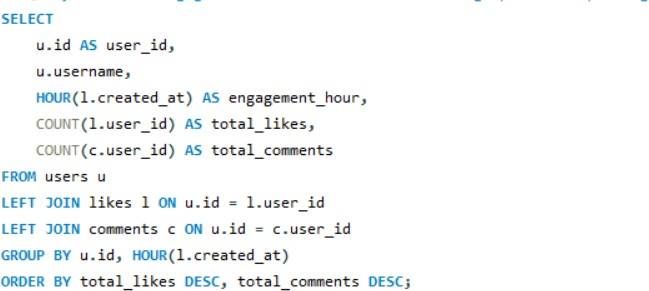 SELECT
u.id AS user_id,
u.username,
HOUR(l.created_at) AS engagement_hour,
COUNT(l.user_id) AS total_likes,
COUNT(c.user_id) AS total_comments
FROM users u
LEFT JOIN likes l ON u.id = l.user_id
LEFT JOIN comments c ON u.id = c.user_id
GROUP BY u.id, HOUR(l.created_at)
ORDER BY total_likes DESC, total_comments DESC;